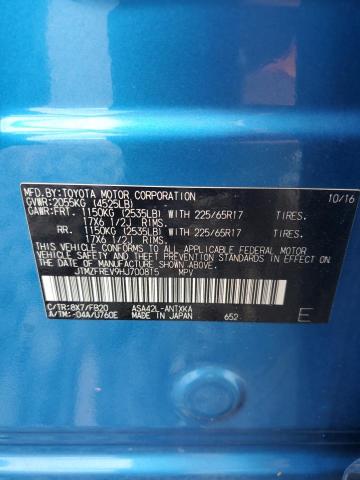 MFD.BY:TOYOTA MOTOR CORPORATION 10/16
GVWR:2055KG (4525LB)
GAWR:FRT. 1150KG (2535LB) WITH 225/65R17 TIRES.
17X6 1/2J RIMS.
RR. 1150KG (2535LB) WITH 225/65R17 TIRES.
17X6 1/2J RIMS.
THIS VEHICLE CONFORMS TO ALL APPLICABLE FEDERAL MOTOR
VEHICLE SAFETY STANDARDS IN EFFECT ON THE DATE OF
MANUFACTURE SHOWN ABOVE.
JTMZFREV9HJ700815 MPV
C/TR:8X7/FB20 ASA42L-ANTXKA
A/TM:-04A/U760E MADE IN JAPAN 652 E